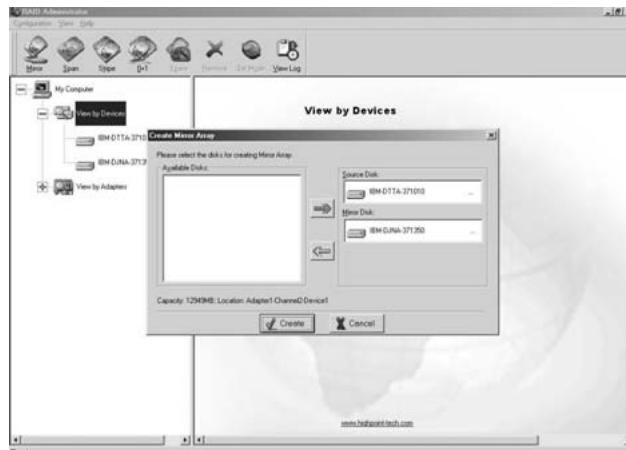 RAID Administrator
Configuration View Help
Mirror Span Stripe 0+1 Spare Remove View Log
My Computer
View by Devices
View by Devices
IBM-DTTA-3710
IBM-DJNA-3713
View by Adapters
Create Mirror Array
Please select the disks for creating Mirror Array.
Available Disks:
Source Disk:
IBM-DTTA-371010 ...
Mirror Disk:
IBM-DJNA-371350 ...
Capacity: 12949MB: Location: Adapter1-Channel2-Device1
Create Cancel
www.highpoint-tech.com